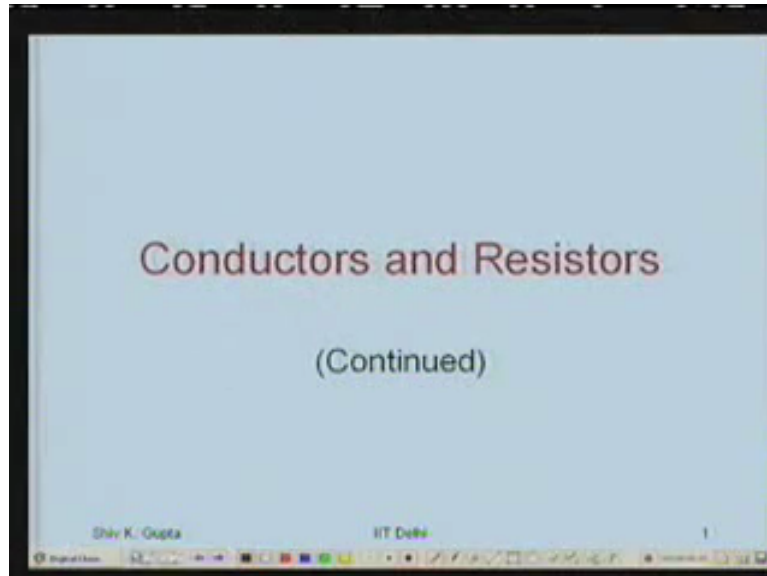 Conductors and Resistors
(Continued)
Shiv K. Gupta IIT Delhi 1